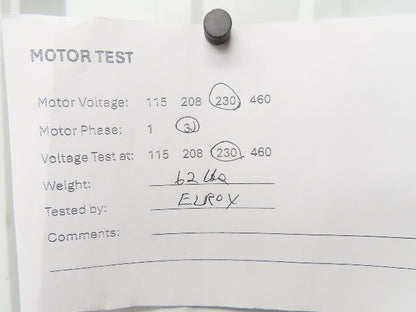 MOTOR TEST
Motor Voltage: 115 208 230 460
Motor Phase: 1 3
Voltage Test at: 115 208 230 460
Weight: 62 lbs
Tested by: ELROX
Comments: